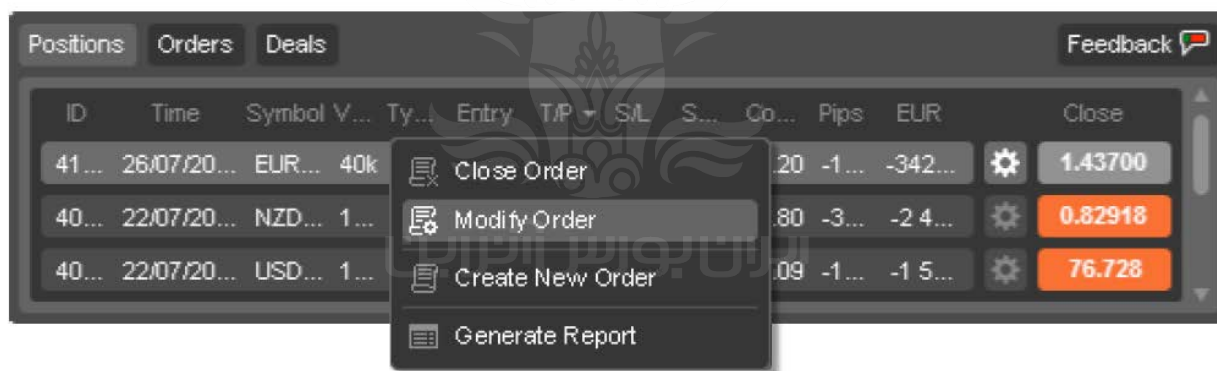 Positions Orders Deals Feedback
ID Time Symbol V... Ty... Entry T/P S/L S... Co... Pips EUR Close
41... 26/07/20... EUR... 40k .20 -1... -342... 1.43700
40... 22/07/20... NZD... 1... .80 -3... -2 4... 0.82918
40... 22/07/20... USD... 1... .09 -1... -1 5... 76.728
Close Order
Modify Order
Create New Order
Generate Report
ایران بورس آنلاین